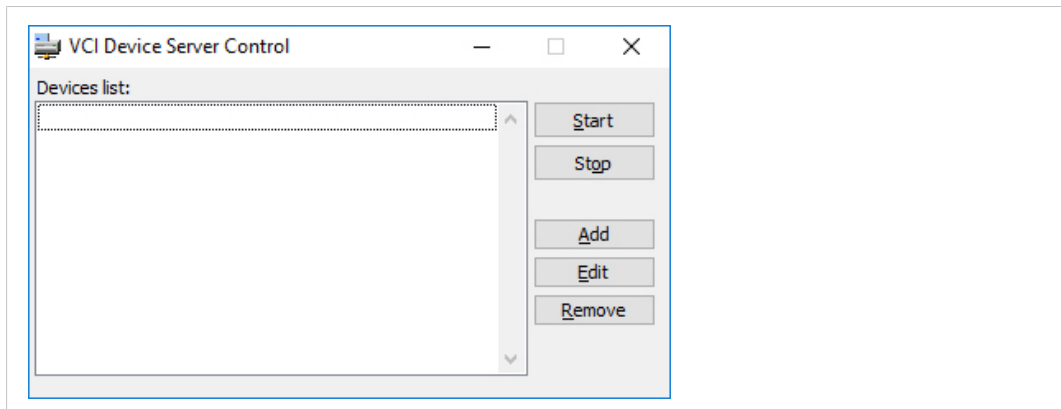 VCI Device Server Control
Devices list:
Start
Stop
Add
Edit
Remove